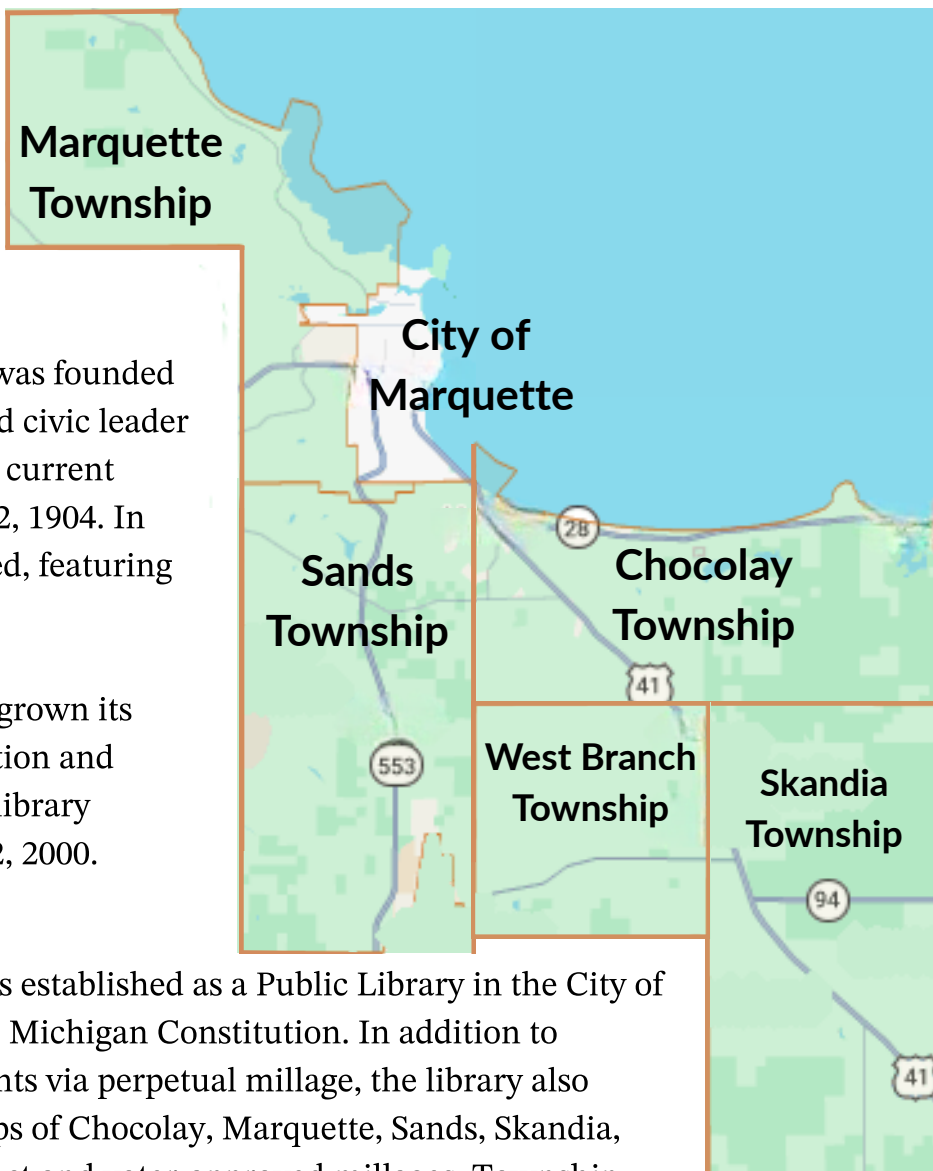 Marquette
Township
City of
Marquette
was founded
d civic leader
current
2, 1904. In
ed, featuring
28
Sands
Township
Chocolay
Township
41
grown its
tion and
library
2, 2000.
553
West Branch
Township
Skandia
Township
94
s established as a Public Library in the City of
Michigan Constitution. In addition to
nts via perpetual millage, the library also
41
ps of Chocolay, Marquette, Sands, Skandia,